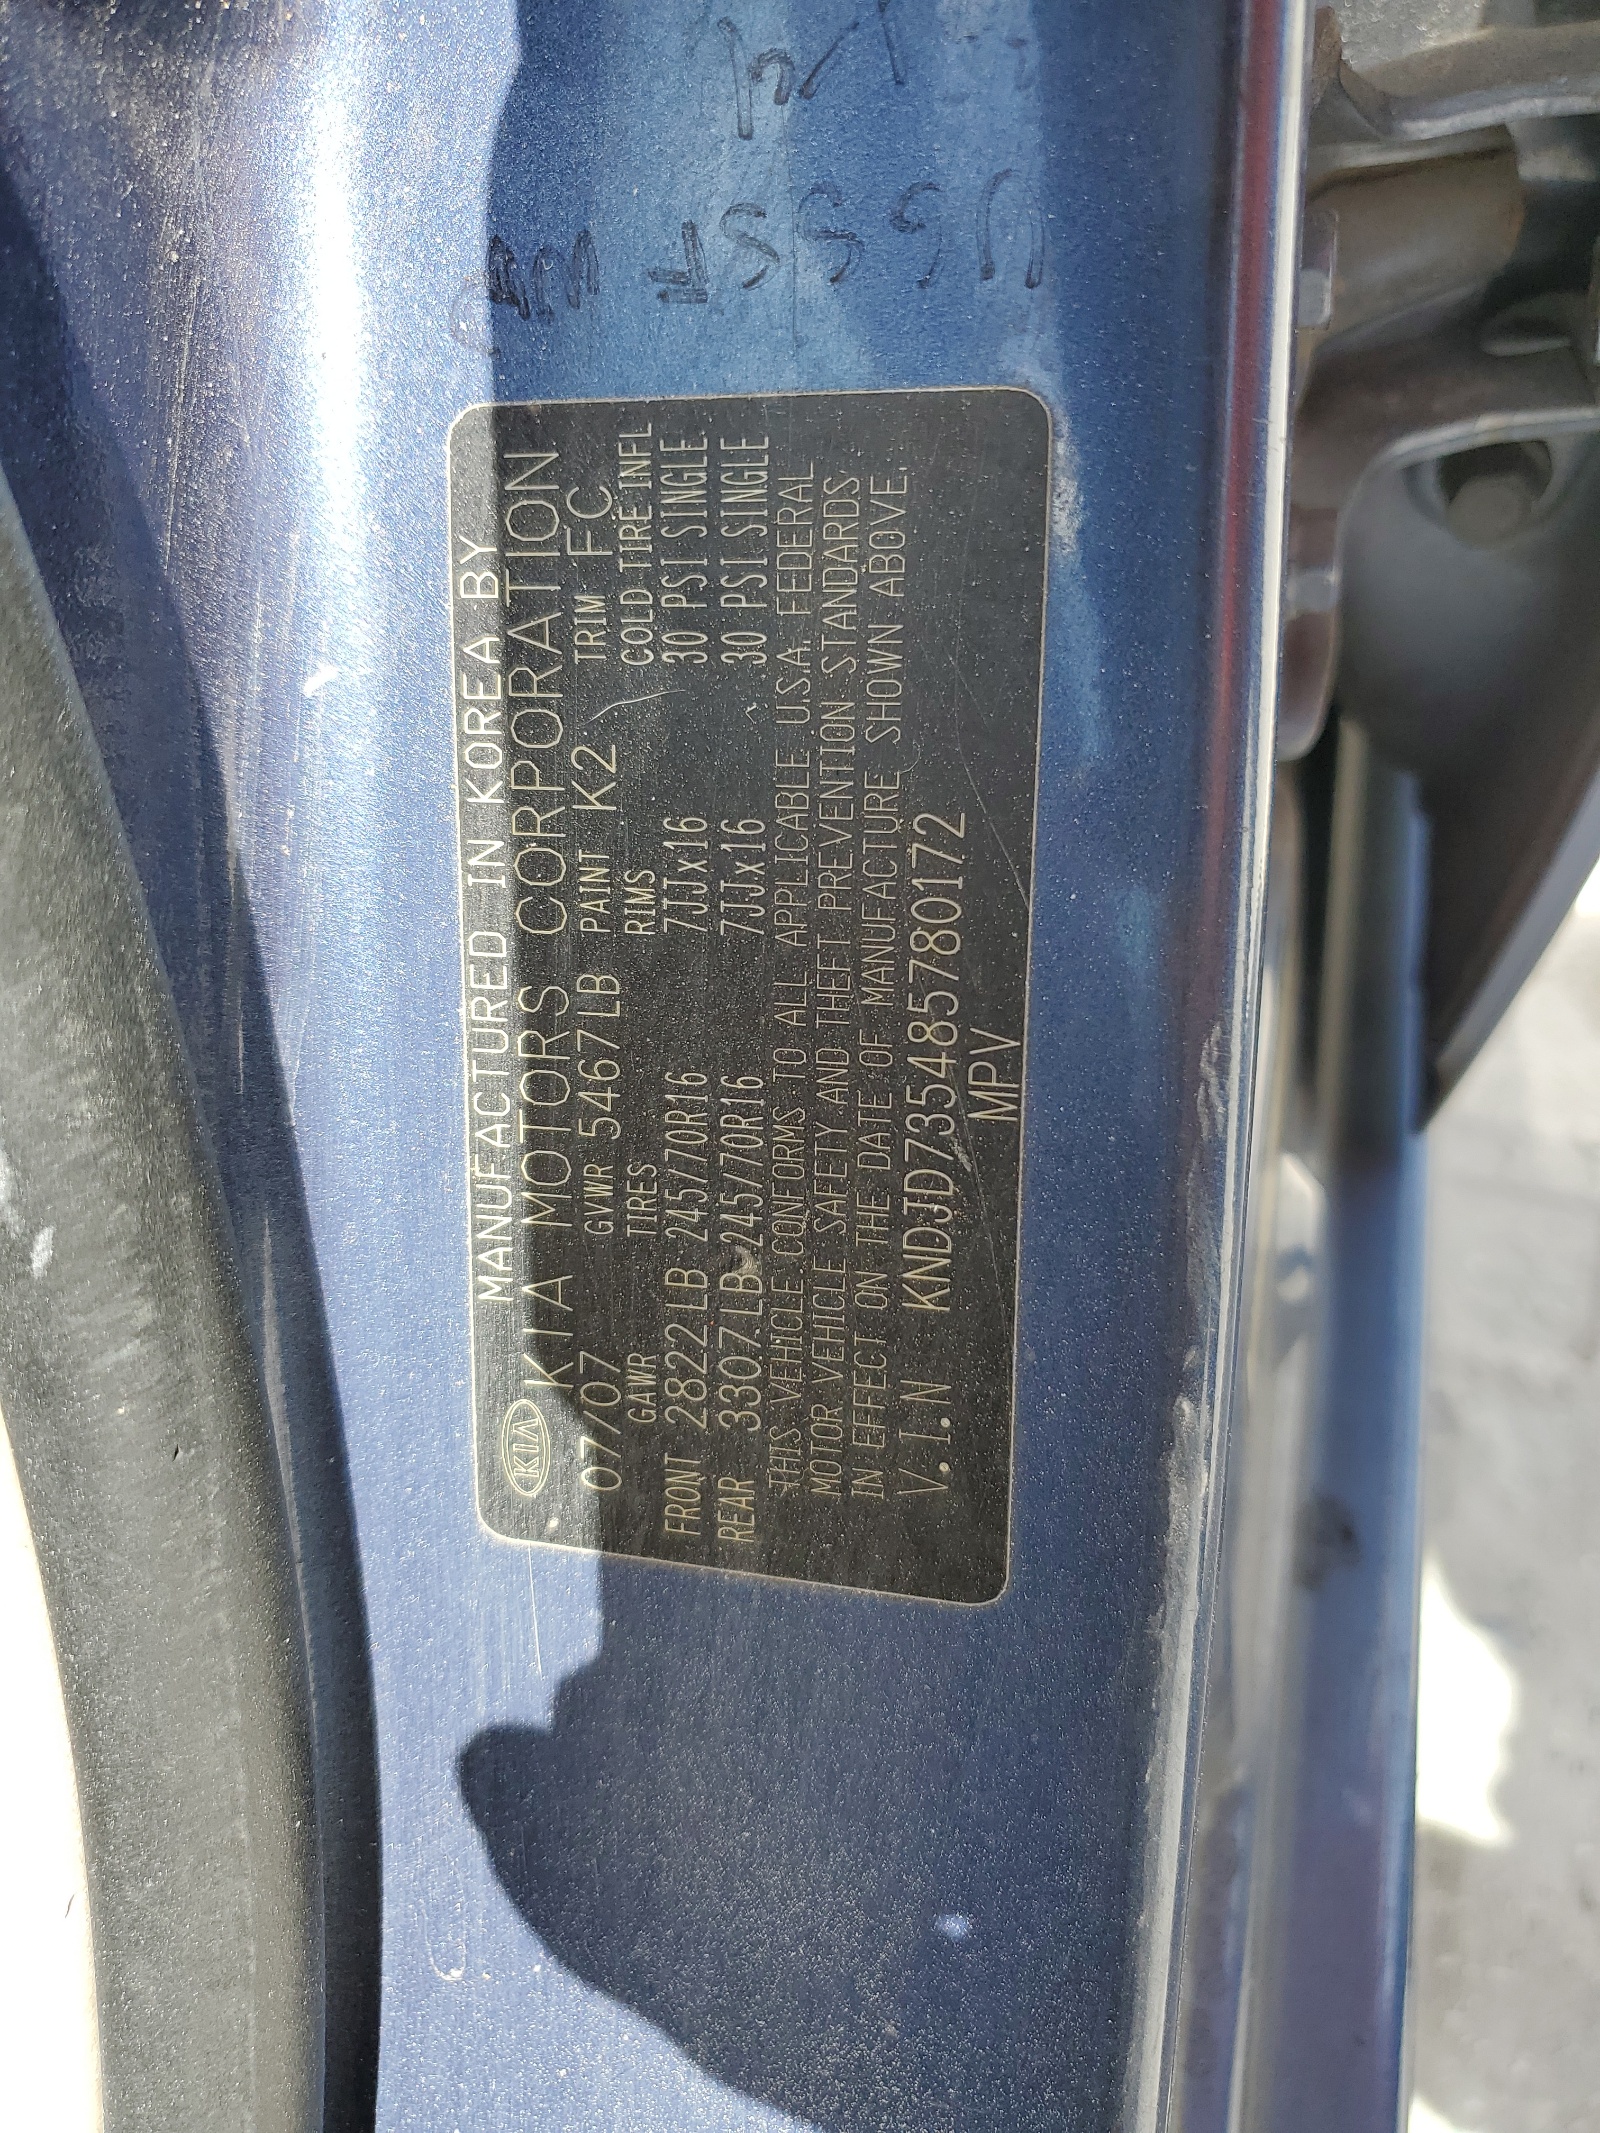 MANUFACTURED IN KOREA BY
KIA KIA MOTORS CORPORATION
07/07 GVWR 5467LB PAINT K2 TRIM FC
GAWR TIRES RIMS COLD TIRE INFL
FRONT 2822LB 245/70R16 7JJx16 30 PSI SINGLE
REAR 3307LB 245/70R16 7JJx16 30 PSI SINGLE
THIS VEHICLE CONFORMS TO ALL APPLICABLE U.S.A. FEDERAL
MOTOR VEHICLE SAFETY AND THEFT PREVENTION STANDARDS
IN EFFECT ON THE DATE OF MANUFACTURE SHOWN ABOVE.
V.I.N KNDJD735485780172
MPV